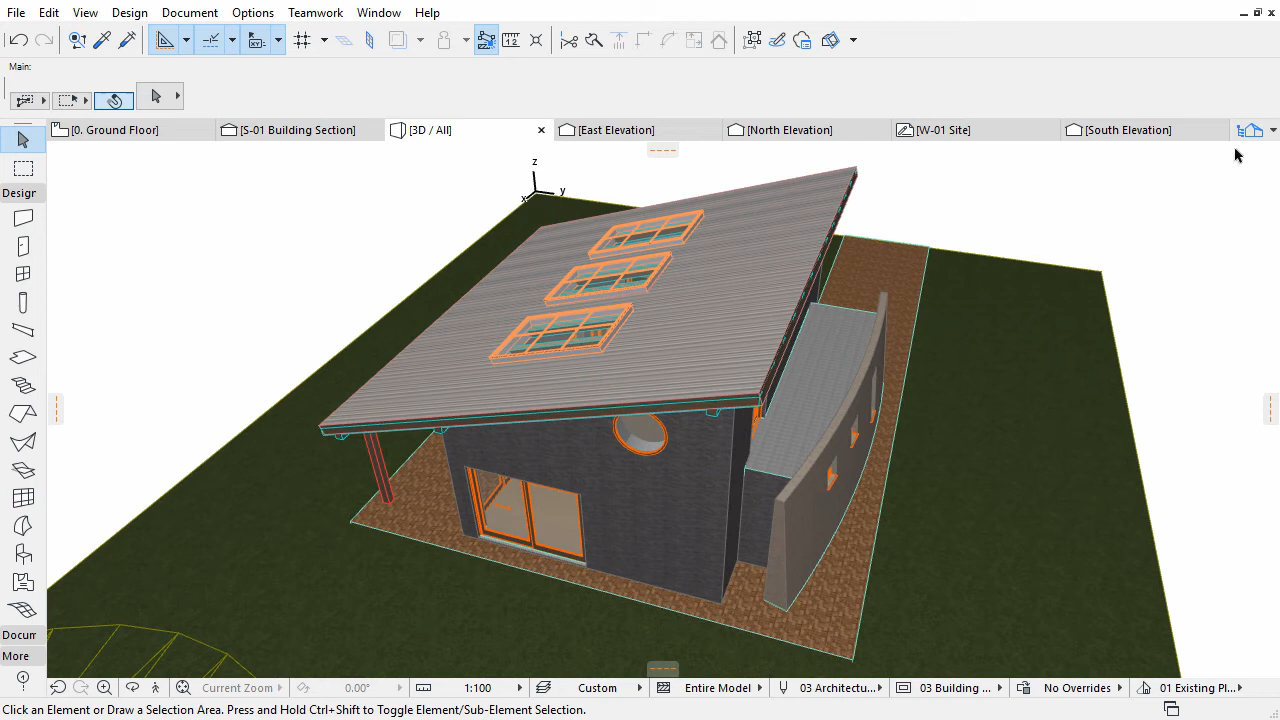 File Edit View Design Document Options Teamwork Window Help
Main:
[0. Ground Floor] [S-01 Building Section] [3D / All] [East Elevation] [North Elevation] [W-01 Site] [South Elevation]
Design
z
x y
Docum
More
Current Zoom 0.00° 1:100 Custom Entire Model 03 Architectu... 03 Building ... No Overrides 01 Existing Pl...
Click an Element or Draw a Selection Area. Press and Hold Ctrl+Shift to Toggle Element/Sub-Element Selection.